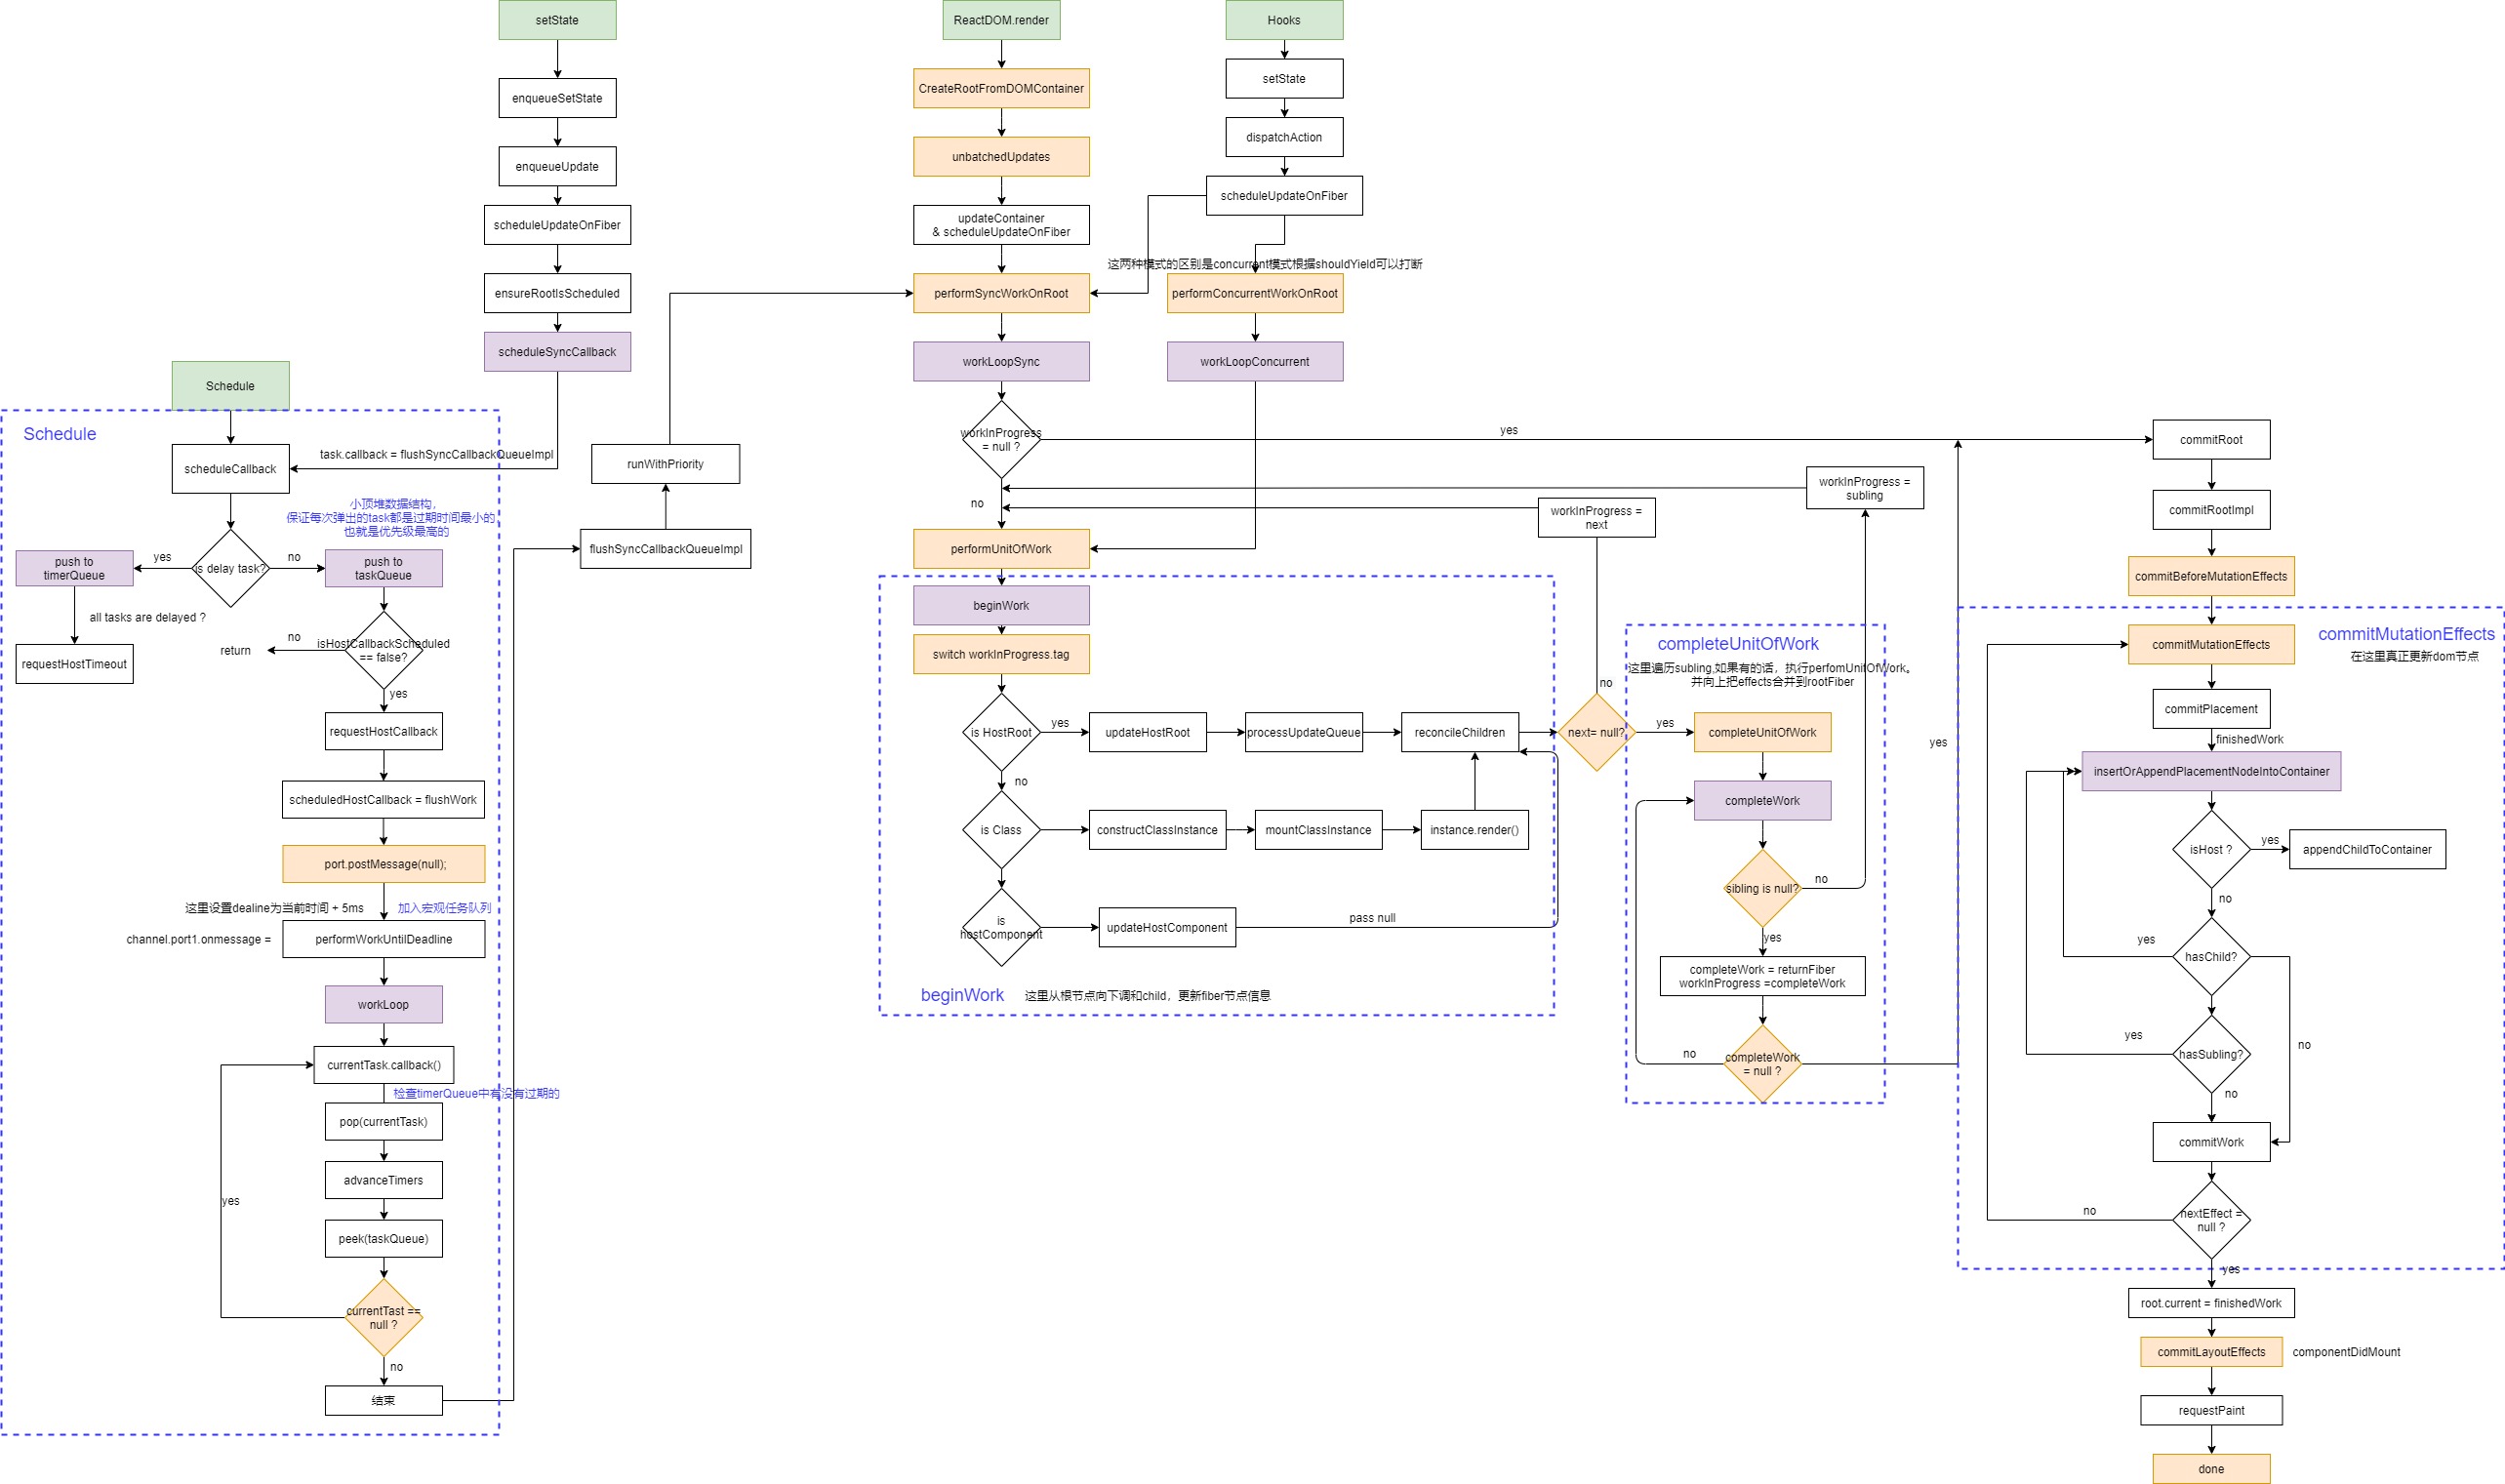 setState
enqueueSetState
enqueueUpdate
scheduleUpdateOnFiber
ensureRootIsScheduled
scheduleSyncCallback
Schedule
Schedule
scheduleCallback
task.callback = flushSyncCallbackQueueImpl
小顶堆数据结构，
保证每次弹出的task都是过期时间最小的，
也就是优先级最高的
is delay task?
yes
no
push to
timerQueue
push to
taskQueue
all tasks are delayed ?
requestHostTimeout
isHostCallbackScheduled
== false?
no
return
yes
requestHostCallback
scheduledHostCallback = flushWork
port.postMessage(null);
这里设置dealine为当前时间 + 5ms
加入宏观任务队列
channel.port1.onmessage =
performWorkUntilDeadline
workLoop
currentTask.callback()
检查timerQueue中有没有过期的
pop(currentTask)
advanceTimers
yes
peek(taskQueue)
currentTast ==
null ?
no
结束
runWithPriority
flushSyncCallbackQueueImpl
ReactDOM.render
CreateRootFromDOMContainer
unbatchedUpdates
updateContainer
& scheduleUpdateOnFiber
performSyncWorkOnRoot
workLoopSync
workInProgress
= null ?
yes
no
performUnitOfWork
Hooks
setState
dispatchAction
scheduleUpdateOnFiber
这两种模式的区别是concurrent模式根据shouldYield可以打断
performConcurrentWorkOnRoot
workLoopConcurrent
workInProgress =
subling
workInProgress =
next
beginWork
switch workInProgress.tag
is HostRoot
yes
updateHostRoot
processUpdateQueue
reconcileChildren
no
is Class
constructClassInstance
mountClassInstance
instance.render()
is
hostComponent
updateHostComponent
pass null
beginWork
这里从根节点向下调和child，更新fiber节点信息
next= null?
no
yes
completeUnitOfWork
这里遍历subling,如果有的话，执行perfomUnitOfWork。
并向上把effects合并到rootFiber
completeUnitOfWork
completeWork
sibling is null?
no
yes
completeWork = returnFiber
workInProgress =completeWork
completeWork
= null ?
no
yes
commitRoot
commitRootImpl
commitBeforeMutationEffects
commitMutationEffects
commitMutationEffects
在这里真正更新dom节点
commitPlacement
finishedWork
insertOrAppendPlacementNodeIntoContainer
isHost ?
yes
appendChildToContainer
no
hasChild?
yes
no
hasSubling?
yes
no
commitWork
nextEffect =
null ?
no
yes
root.current = finishedWork
commitLayoutEffects
componentDidMount
requestPaint
done